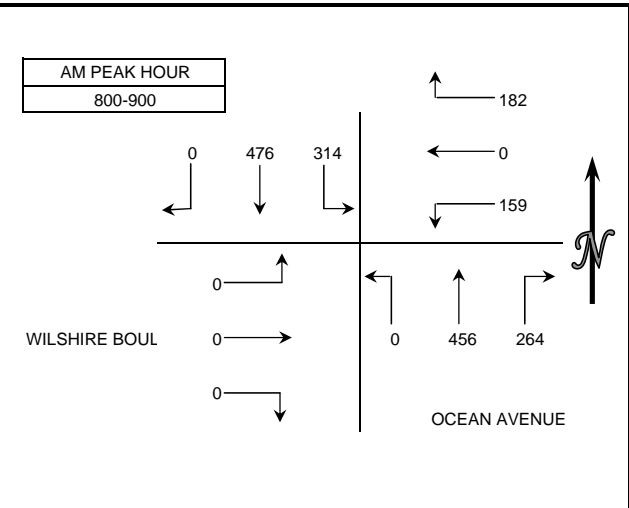 AM PEAK HOUR
800-900
182
0 476 314
0
159
N
0
WILSHIRE BOUL 0
0 456 264
0
OCEAN AVENUE